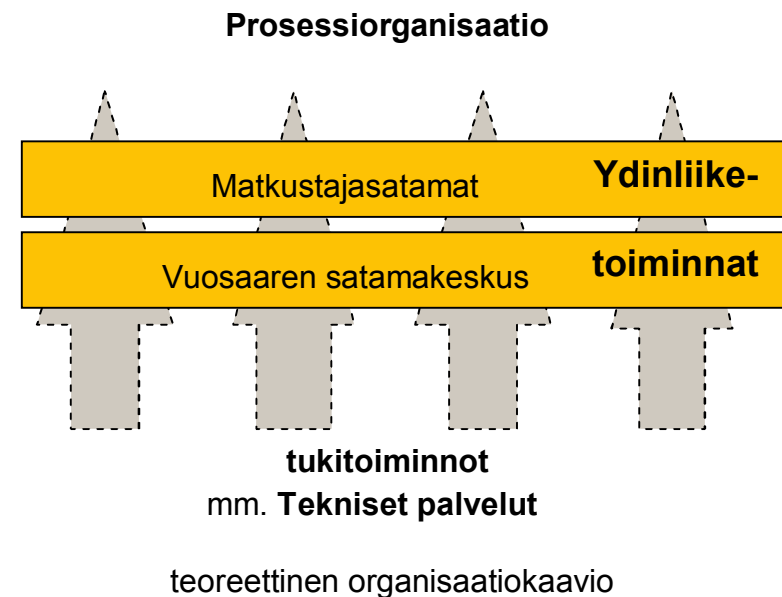 Prosessiorganisaatio
Matkustajasatamat
Ydinliike-
Vuosaaren satamakeskus
toiminnat
tukitoiminnot
mm. Tekniset palvelut
teoreettinen organisaatiokaavio